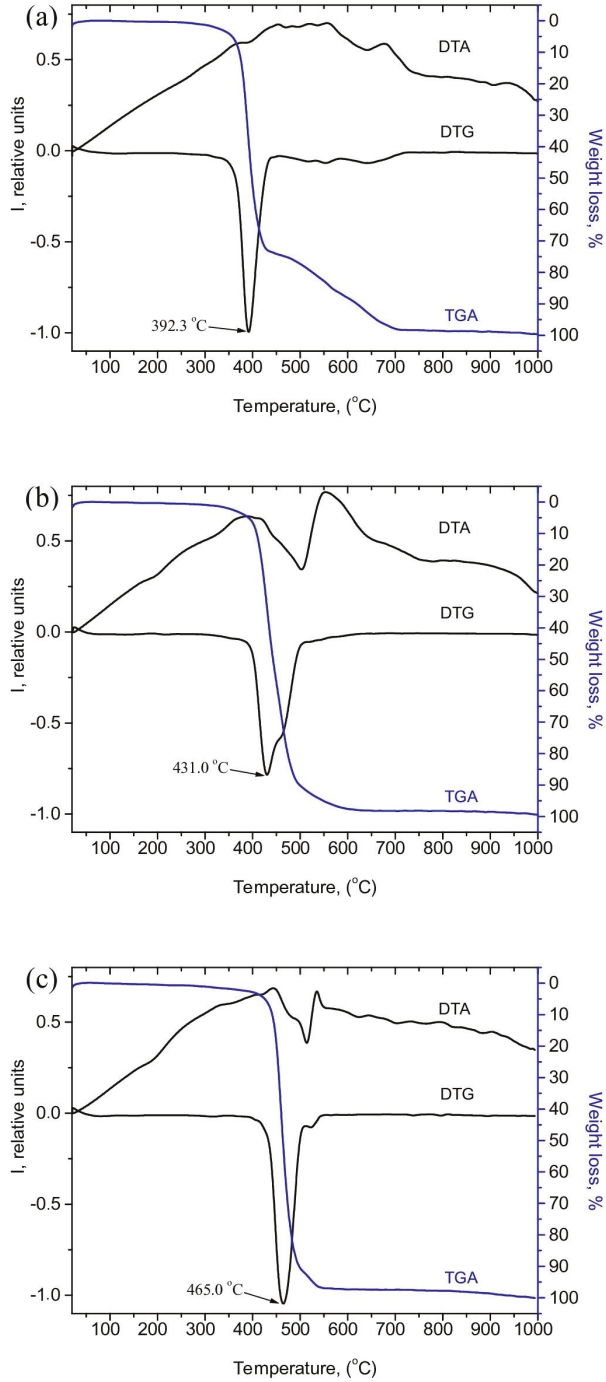 (a)
DTA
DTG
TGA
392.3 °C
0.5
0.0
-0.5
-1.0
I, relative units
0
10
20
30
40
50
60
70
80
90
100
Weight loss, %
100 200 300 400 500 600 700 800 900 1000
Temperature, (°C)
(b)
DTA
DTG
TGA
431.0 °C
0.5
0.0
-0.5
-1.0
I, relative units
0
10
20
30
40
50
60
70
80
90
100
Weight loss, %
100 200 300 400 500 600 700 800 900 1000
Temperature, (°C)
(c)
DTA
DTG
TGA
465.0 °C
0.5
0.0
-0.5
-1.0
I, relative units
0
10
20
30
40
50
60
70
80
90
100
Weight loss, %
100 200 300 400 500 600 700 800 900 1000
Temperature, (°C)